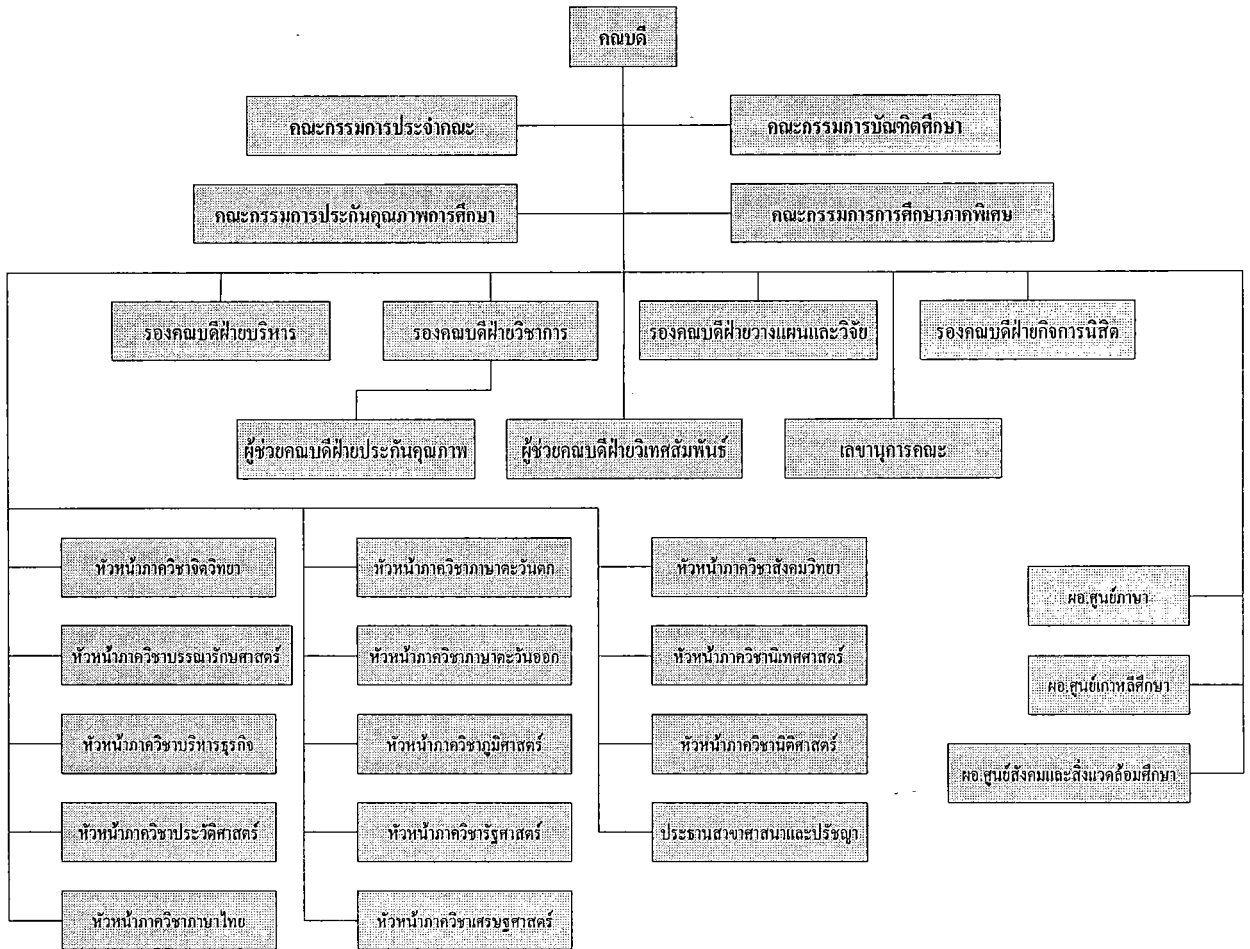 คณบดี
คณะกรรมการประจำคณะ
คณะกรรมการบัณฑิตศึกษา
คณะกรรมการประกันคุณภาพการศึกษา
คณะกรรมการการศึกษาภาคพิเศษ
รองคณบดีฝ่ายบริหาร
รองคณบดีฝ่ายวิชาการ
รองคณบดีฝ่ายวางแผนและวิจัย
รองคณบดีฝ่ายกิจการนิสิต
ผู้ช่วยคณบดีฝ่ายประกันคุณภาพ
ผู้ช่วยคณบดีฝ่ายวิเทศสัมพันธ์
เลขานุการคณะ
หัวหน้าภาควิชาจิตวิทยา
หัวหน้าภาควิชาภาษาตะวันตก
หัวหน้าภาควิชาสังคมวิทยา
ผอ.ศูนย์ภาษา
หัวหน้าภาควิชาบรรณารักษศาสตร์
หัวหน้าภาควิชาภาษาตะวันออก
หัวหน้าภาควิชานิเทศศาสตร์
ผอ.ศูนย์เกาหลีศึกษา
หัวหน้าภาควิชาบริหารธุรกิจ
หัวหน้าภาควิชาภูมิศาสตร์
หัวหน้าภาควิชานิติศาสตร์
ผอ.ศูนย์สังคมและสิ่งแวดล้อมศึกษา
หัวหน้าภาควิชาประวัติศาสตร์
หัวหน้าภาควิชารัฐศาสตร์
ประธานสาขาศาสนาและปรัชญา
หัวหน้าภาควิชาภาษาไทย
หัวหน้าภาควิชาเศรษฐศาสตร์